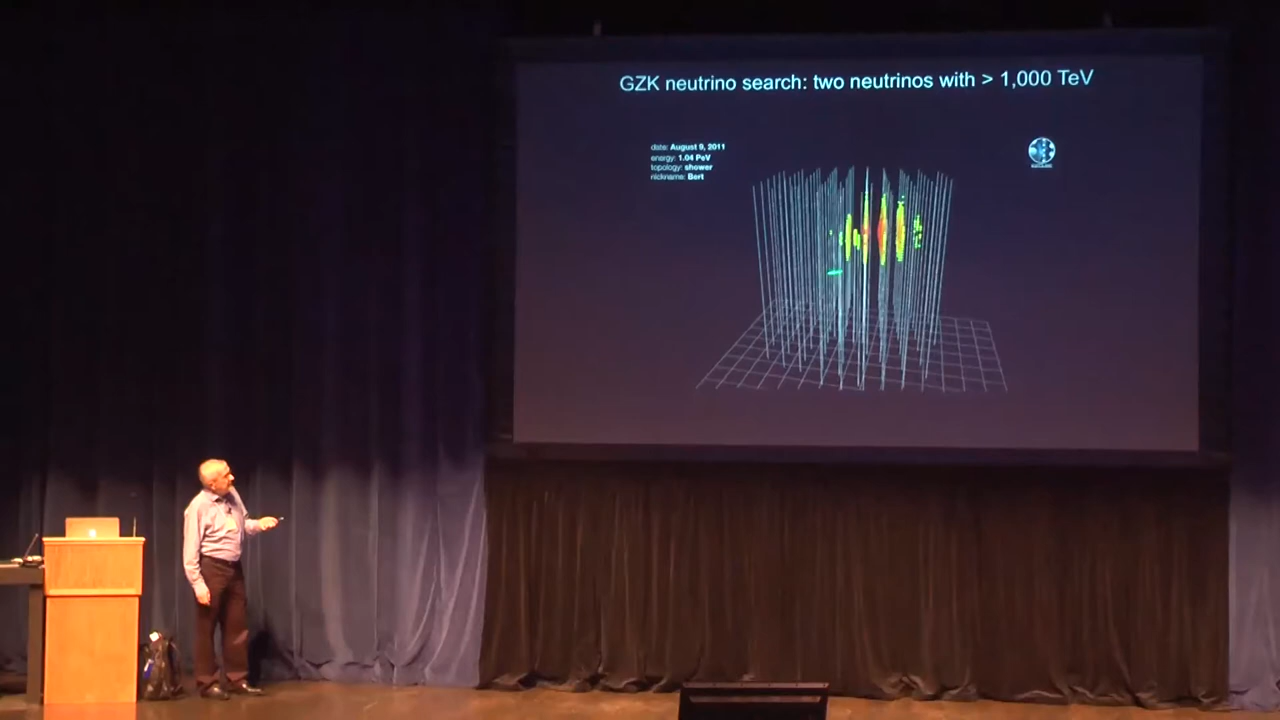 GZK neutrino search: two neutrinos with > 1,000 TeV
date: August 9, 2011
energy: 1.04 PeV
topology: shower
nickname: Bert